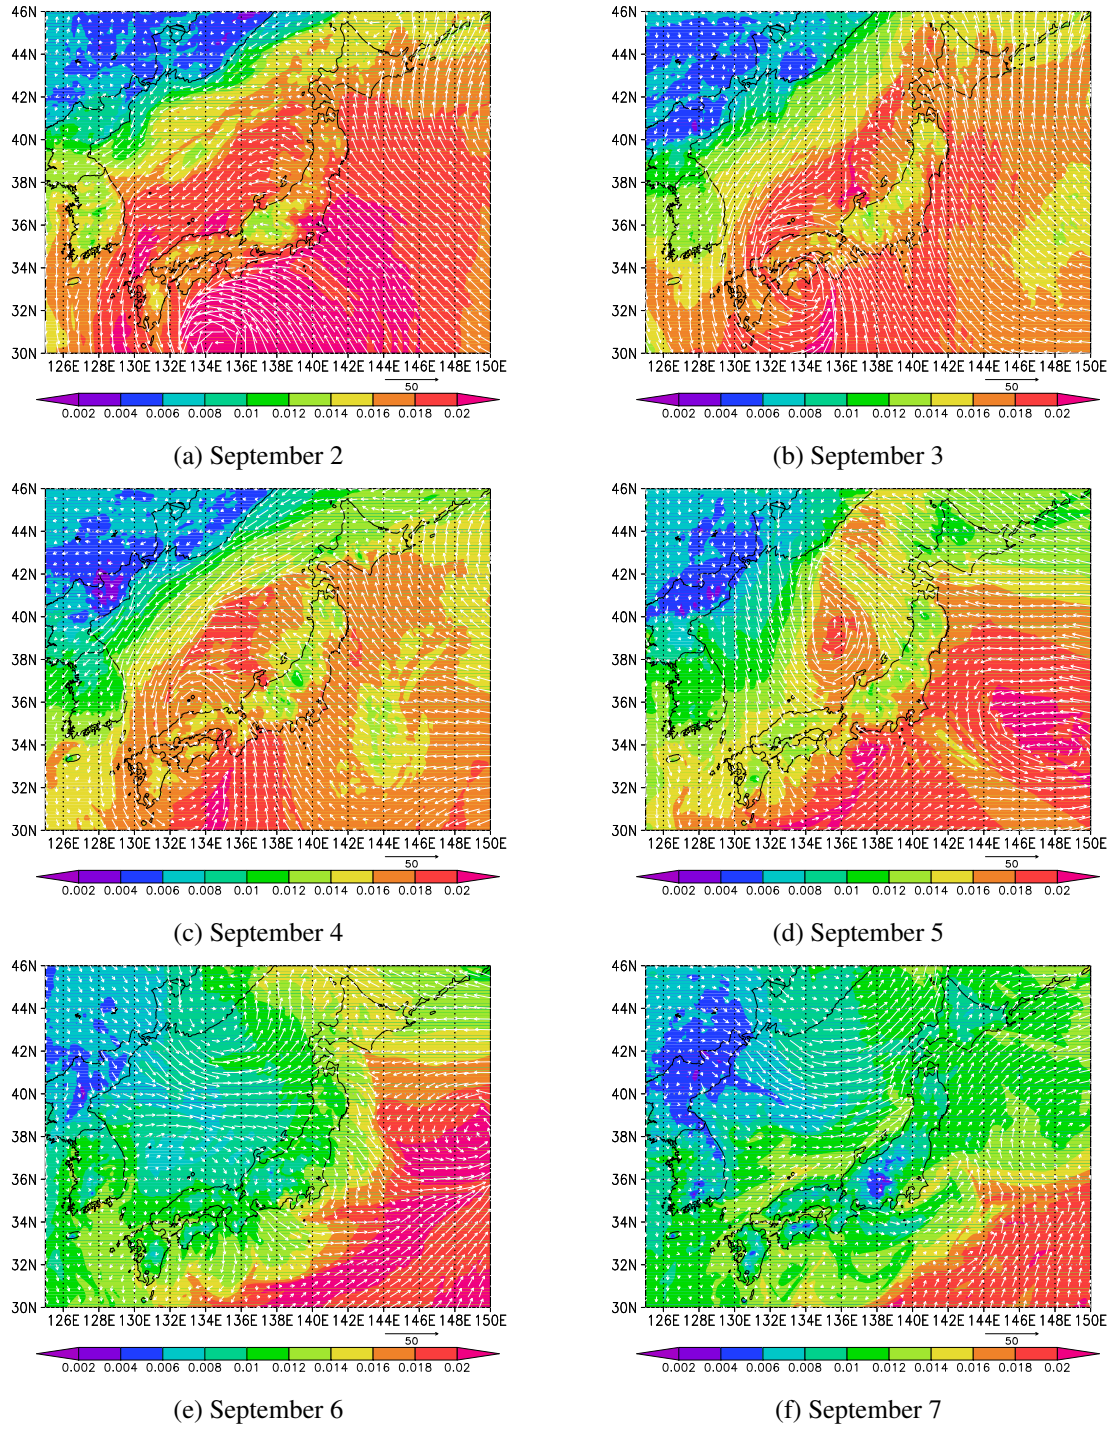 46N 46N
44N 44N
42N 42N
40N 40N
38N 38N
36N 36N
34N 34N
32N 32N
30N 30N
126E 128E 130E 132E 134E 136E 138E 140E 142E 144E 146E 148E 150E 126E 128E 130E 132E 134E 136E 138E 140E 142E 144E 146E 148E 150E
50 50
0.002 0.004 0.006 0.008 0.01 0.012 0.014 0.016 0.018 0.02 0.002 0.004 0.006 0.008 0.01 0.012 0.014 0.016 0.018 0.02
(a) September 2 (b) September 3
46N 46N
44N 44N
42N 42N
40N 40N
38N 38N
36N 36N
34N 34N
32N 32N
30N 30N
126E 128E 130E 132E 134E 136E 138E 140E 142E 144E 146E 148E 150E 126E 128E 130E 132E 134E 136E 138E 140E 142E 144E 146E 148E 150E
50 50
0.002 0.004 0.006 0.008 0.01 0.012 0.014 0.016 0.018 0.02 0.002 0.004 0.006 0.008 0.01 0.012 0.014 0.016 0.018 0.02
(c) September 4 (d) September 5
46N 46N
44N 44N
42N 42N
40N 40N
38N 38N
36N 36N
34N 34N
32N 32N
30N 30N
126E 128E 130E 132E 134E 136E 138E 140E 142E 144E 146E 148E 150E 126E 128E 130E 132E 134E 136E 138E 140E 142E 144E 146E 148E 150E
50 50
0.002 0.004 0.006 0.008 0.01 0.012 0.014 0.016 0.018 0.02 0.002 0.004 0.006 0.008 0.01 0.012 0.014 0.016 0.018 0.02
(e) September 6 (f) September 7